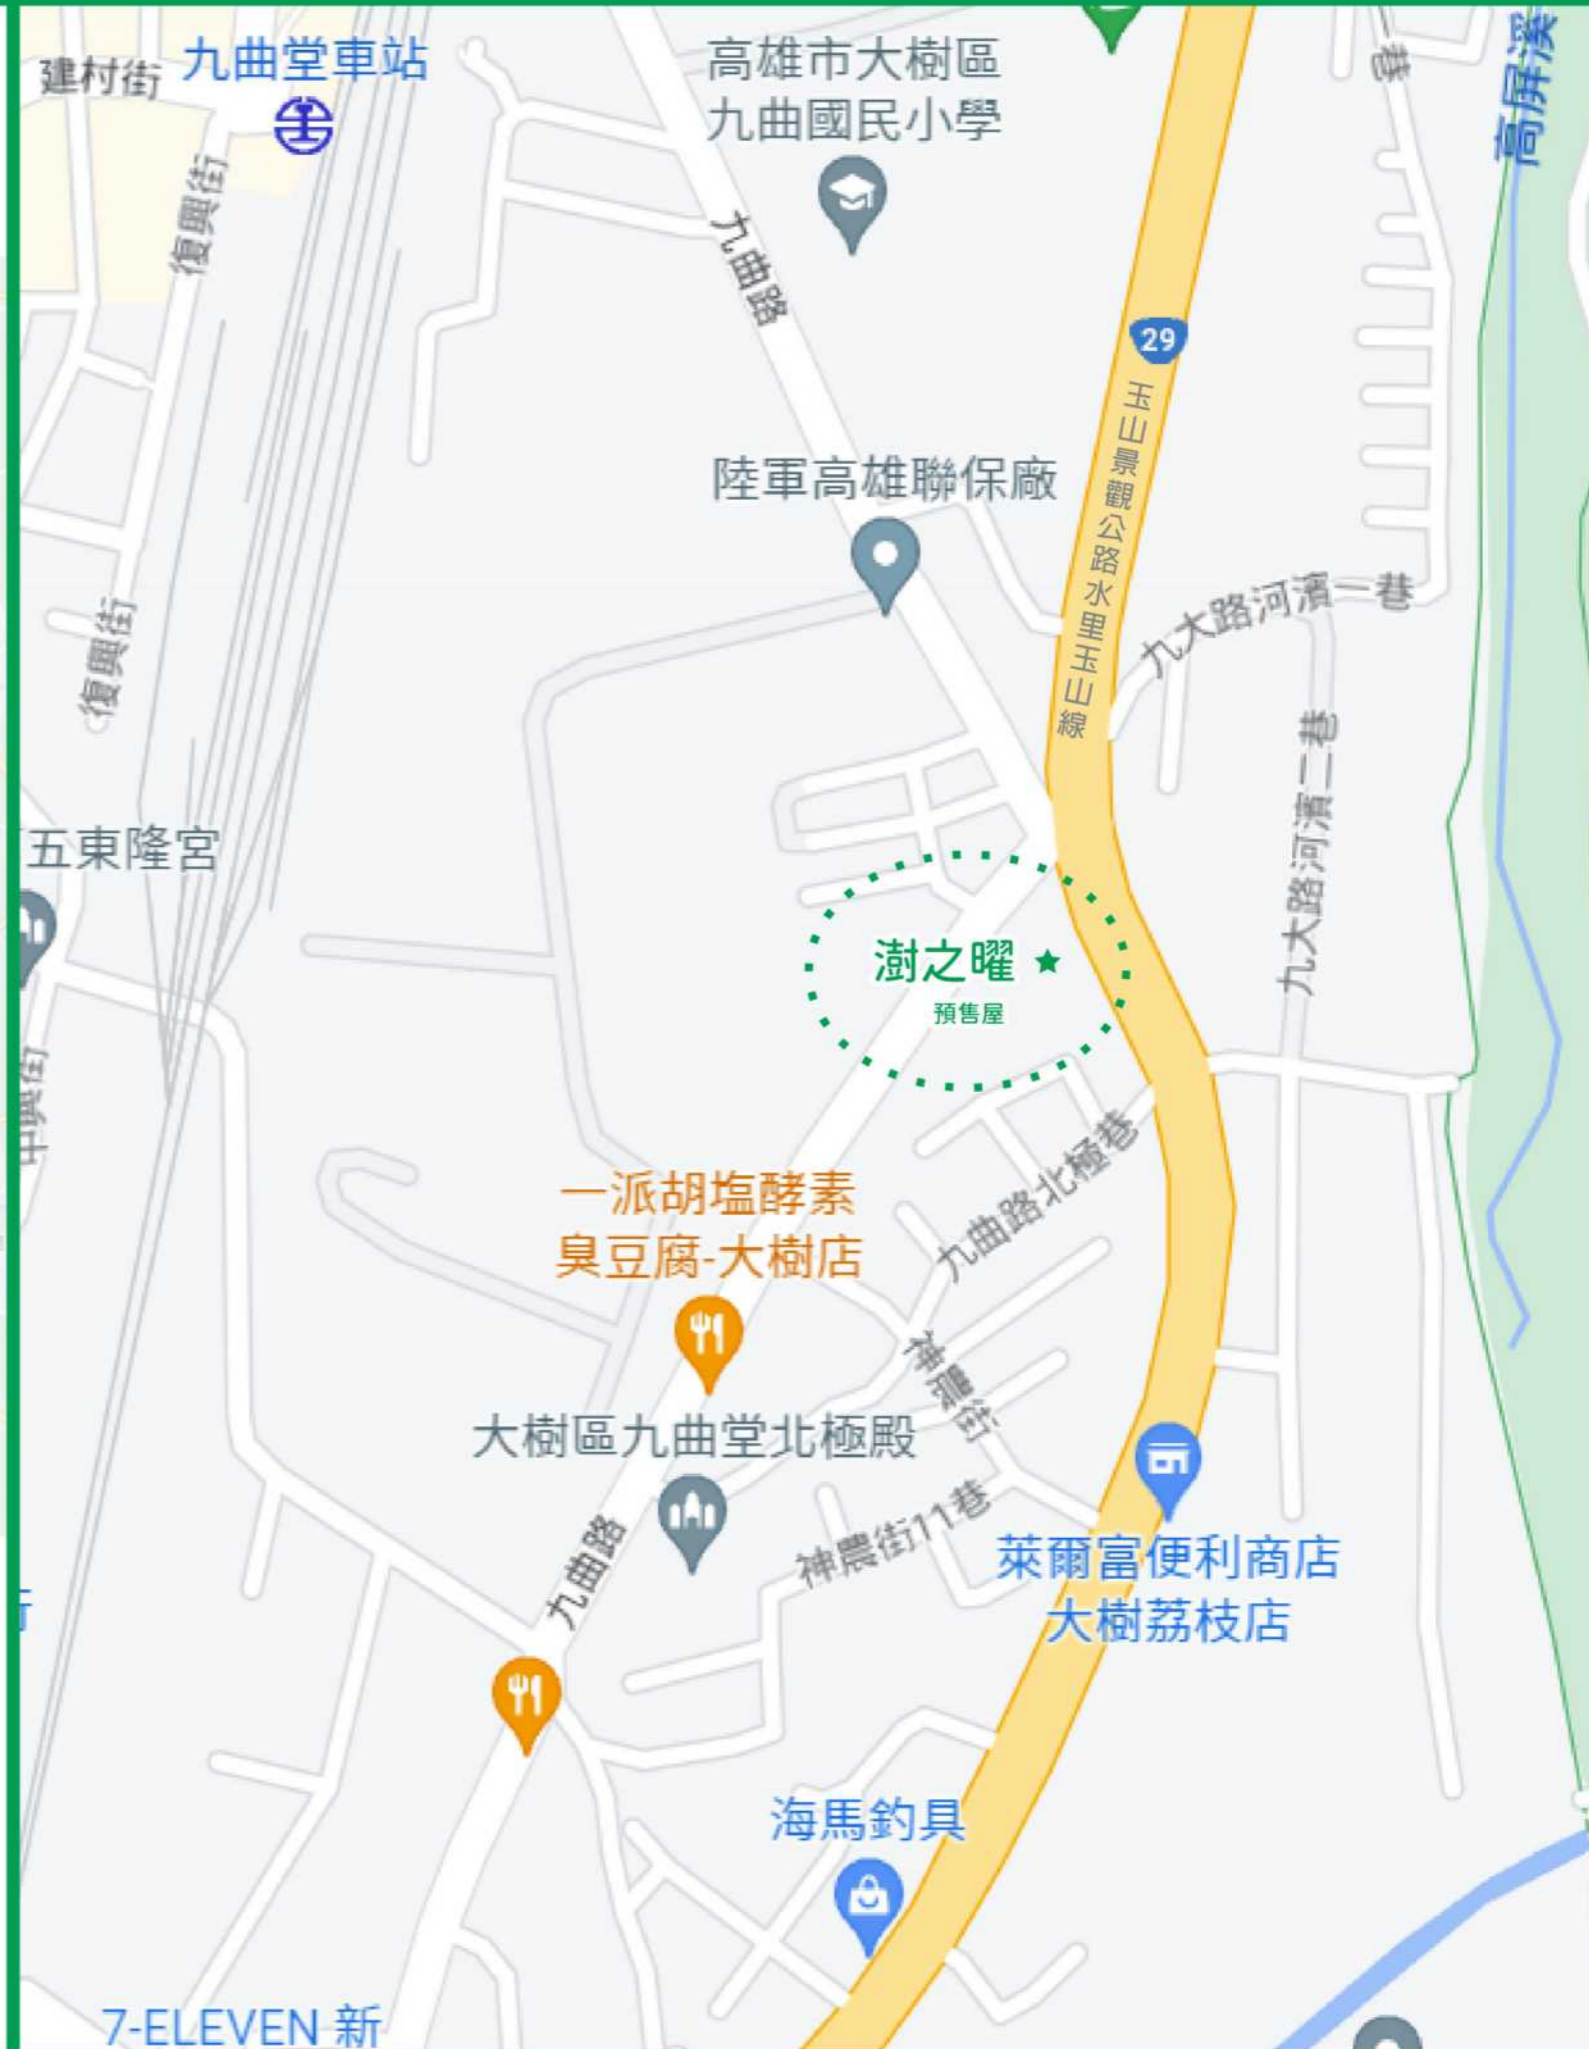 建村街
九曲堂車站
高雄市大樹區
九曲國民小學
高屏溪
一巷
復興街
九曲路
29
玉山景觀公路水里玉山線
陸軍高雄聯保廠
九大路河濱一巷
復興街
九大路河濱二巷
五東隆宮
澍之曜
預售屋
中興街
九曲路北極巷
一派胡塩酵素
臭豆腐-大樹店
神農街
大樹區九曲堂北極殿
神農街11巷
九曲路
萊爾富便利商店
大樹荔枝店
海馬釣具
7-ELEVEN 新